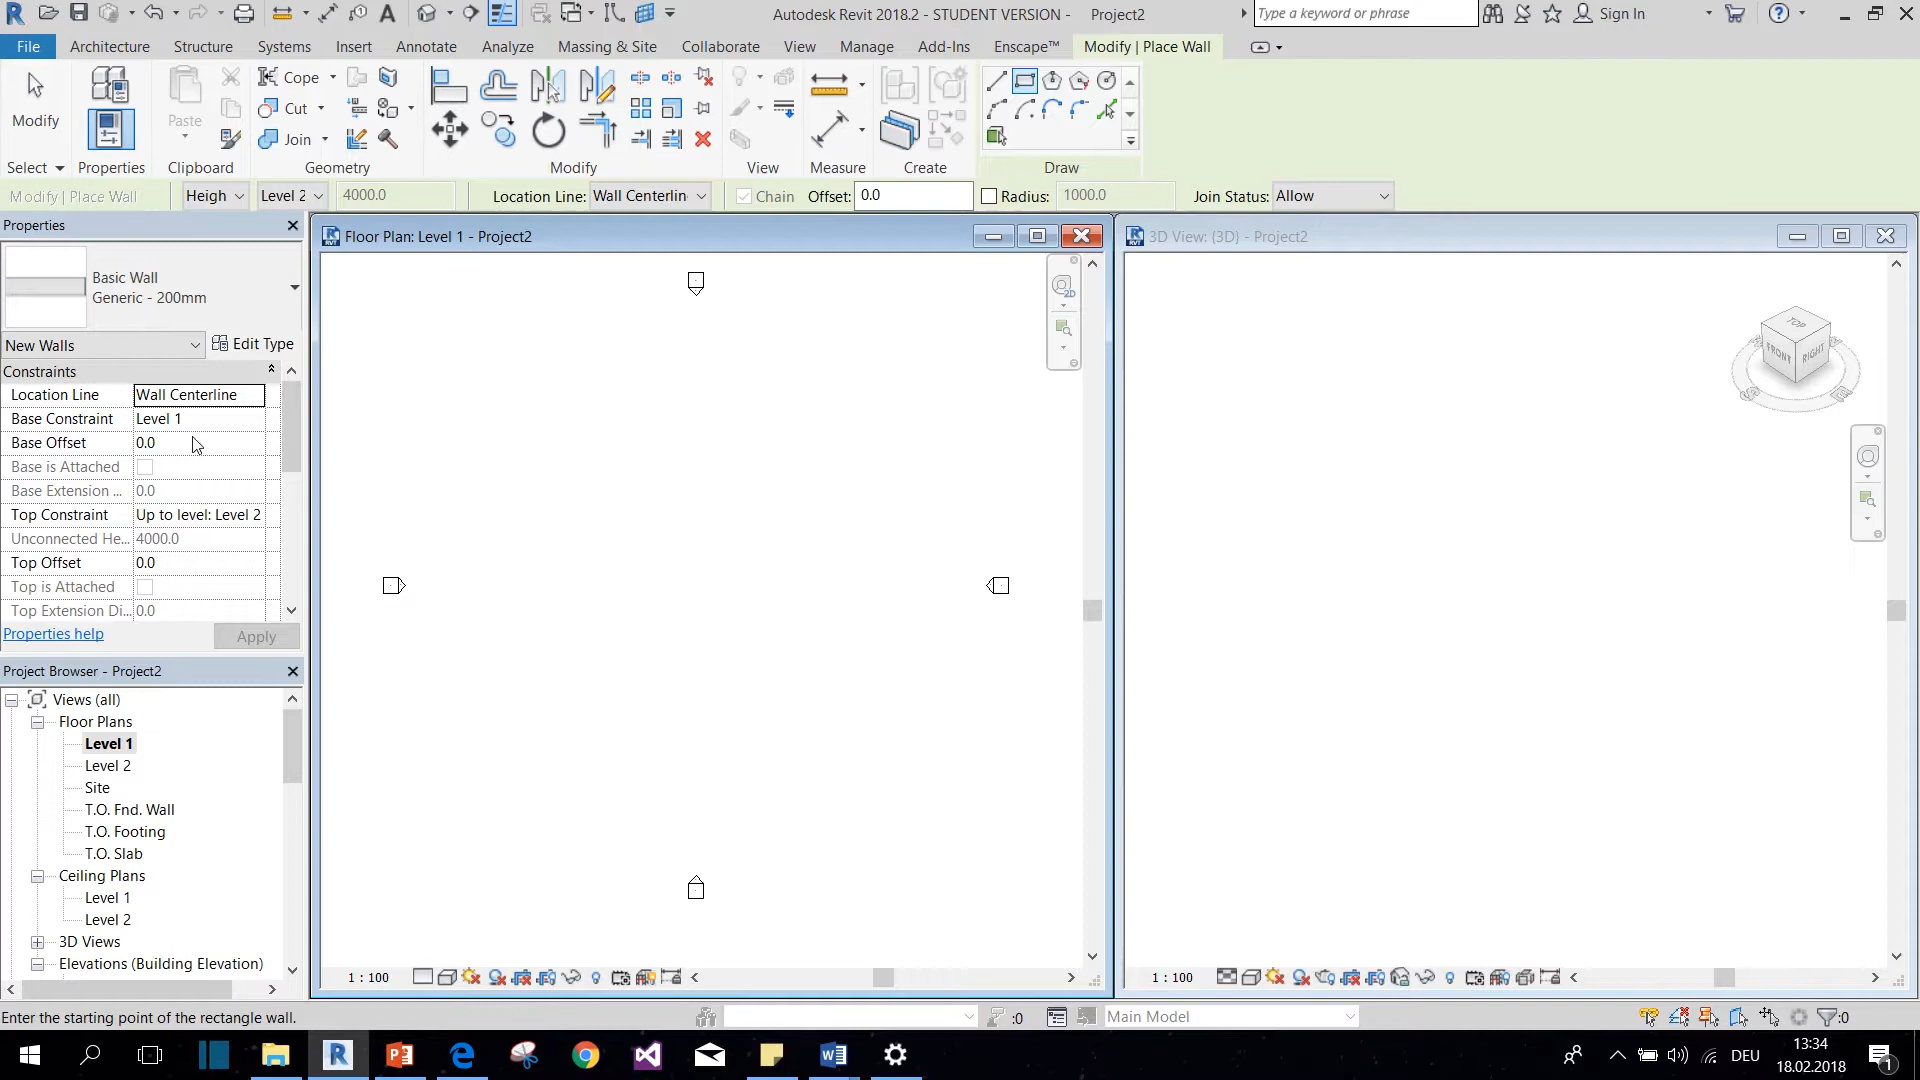 Autodesk Revit 2018.2 - STUDENT VERSION - Project2
Type a keyword or phrase
Sign In
File Architecture Structure Systems Insert Annotate Analyze Massing & Site Collaborate View Manage Add-Ins Enscape™ Modify | Place Wall
Modify
Paste
Cope
Cut
Join
Select Properties Clipboard Geometry Modify View Measure Create Draw
Modify | Place Wall Heigh Level 2 4000.0 Location Line: Wall Centerlin Chain Offset: 0.0 Radius: 1000.0 Join Status: Allow
Properties
Basic Wall
Generic - 200mm
New Walls Edit Type
Constraints
Location Line Wall Centerline
Base Constraint Level 1
Base Offset 0.0
Base is Attached
Base Extension ... 0.0
Top Constraint Up to level: Level 2
Unconnected He... 4000.0
Top Offset 0.0
Top is Attached
Top Extension Di... 0.0
Properties help Apply
Project Browser - Project2
Views (all)
Floor Plans
Level 1
Level 2
Site
T.O. Fnd. Wall
T.O. Footing
T.O. Slab
Ceiling Plans
Level 1
Level 2
3D Views
Elevations (Building Elevation)
Floor Plan: Level 1 - Project2
2D
1 : 100
3D View: {3D} - Project2
TOP
FRONT RIGHT
1 : 100
Enter the starting point of the rectangle wall.
:0
Main Model
:0
DEU
13:34
18.02.2018
1